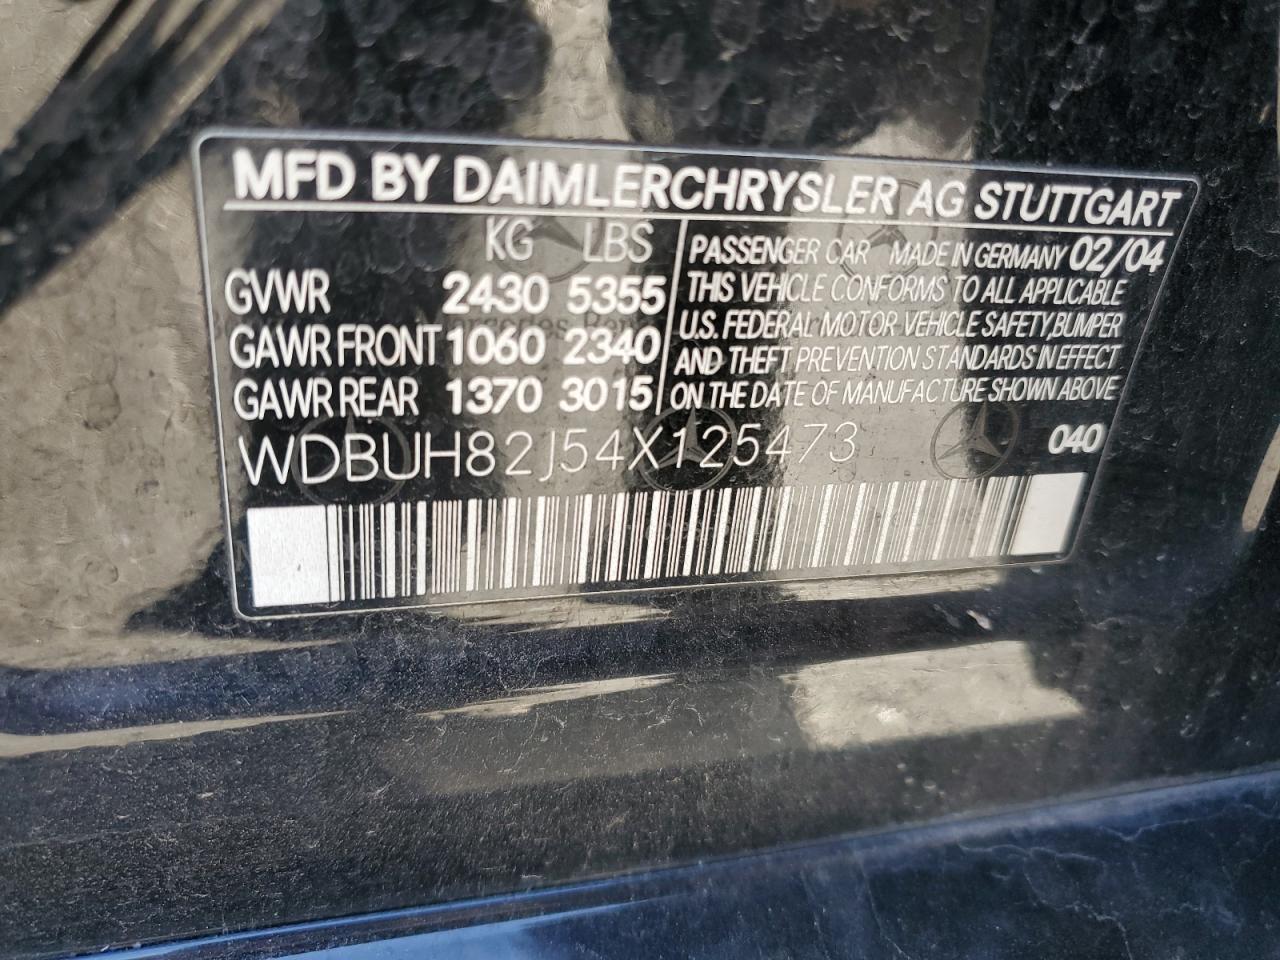 MFD BY DAIMLERCHRYSLER AG STUTTGART
KG LBS
GVWR 2430 5355
GAWR FRONT 1060 2340
GAWR REAR 1370 3015
PASSENGER CAR MADE IN GERMANY 02/04
THIS VEHICLE CONFORMS TO ALL APPLICABLE
U.S. FEDERAL MOTOR VEHICLE SAFETY, BUMPER
AND THEFT PREVENTION STANDARDS IN EFFECT
ON THE DATE OF MANUFACTURE SHOWN ABOVE
WDBUH82J54X125473
040